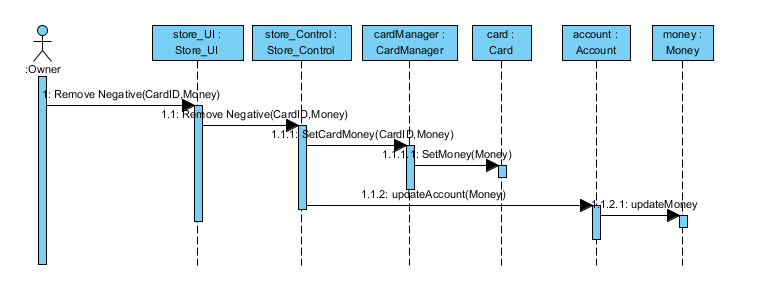 store_UI :
Store_UI
store_Control :
Store_Control
cardManager :
CardManager
card :
Card
account :
Account
money :
Money
:Owner
1: Remove Negative(CardID,Money)
1.1: Remove Negative(CardID,Money)
1.1.1: SetCardMoney(CardID,Money)
1.1.1.1: SetMoney(Money)
1.1.2: updateAccount(Money)
1.1.2.1: updateMoney